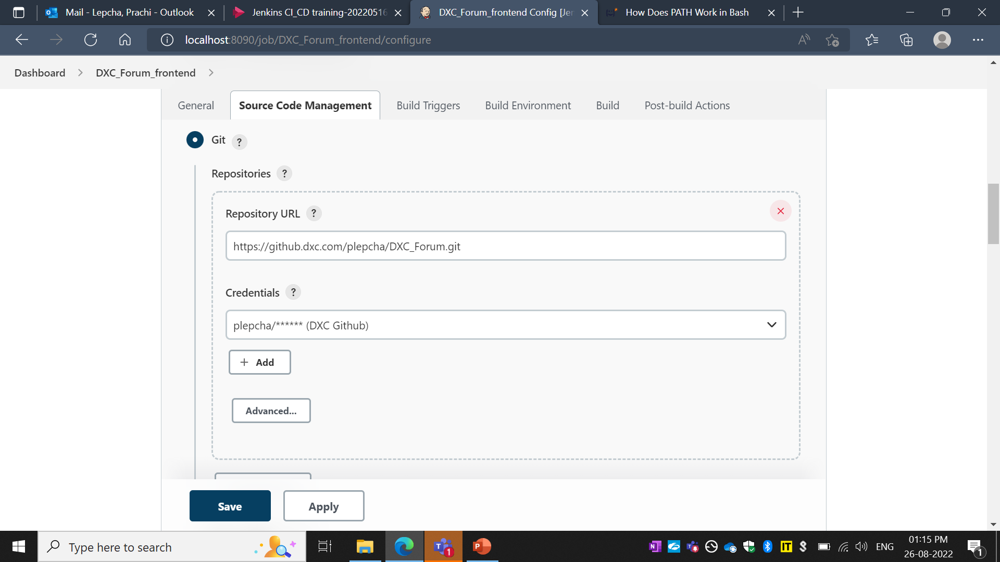 Mail - Lepcha, Prachi - Outlook
Jenkins CI_CD training-20220516
DXC_Forum_frontend Config [Jer
How Does PATH Work in Bash
localhost:8090/job/DXC_Forum_frontend/configure
Dashboard
DXC_Forum_frontend
General
Source Code Management
Build Triggers
Build Environment
Build
Post-build Actions
Git ?
Repositories ?
Repository URL ?
https://github.dxc.com/plepcha/DXC_Forum.git
Credentials ?
plepcha/****** (DXC Github)
+ Add
Advanced...
Save
Apply
Type here to search
ENG
01:15 PM
26-08-2022
1